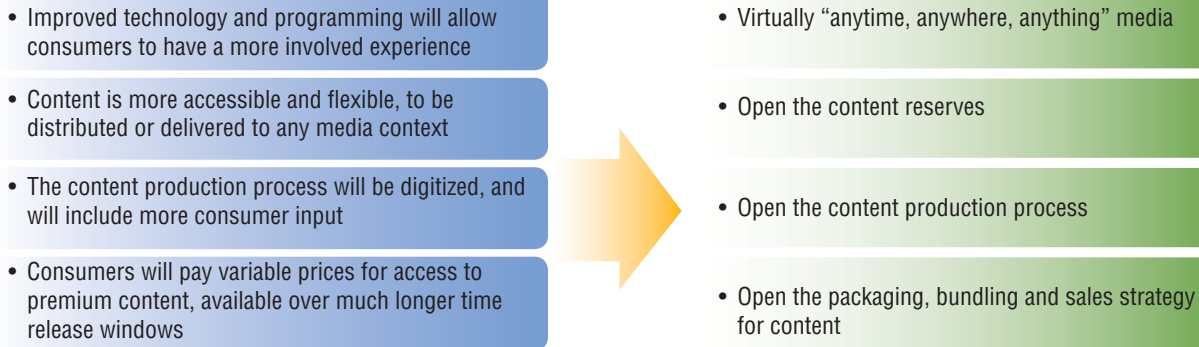 • Improved technology and programming will allow
consumers to have a more involved experience
• Content is more accessible and flexible, to be
distributed or delivered to any media context
• The content production process will be digitized, and
will include more consumer input
• Consumers will pay variable prices for access to
premium content, available over much longer time
release windows
• Virtually “anytime, anywhere, anything” media
• Open the content reserves
• Open the content production process
• Open the packaging, bundling and sales strategy
for content